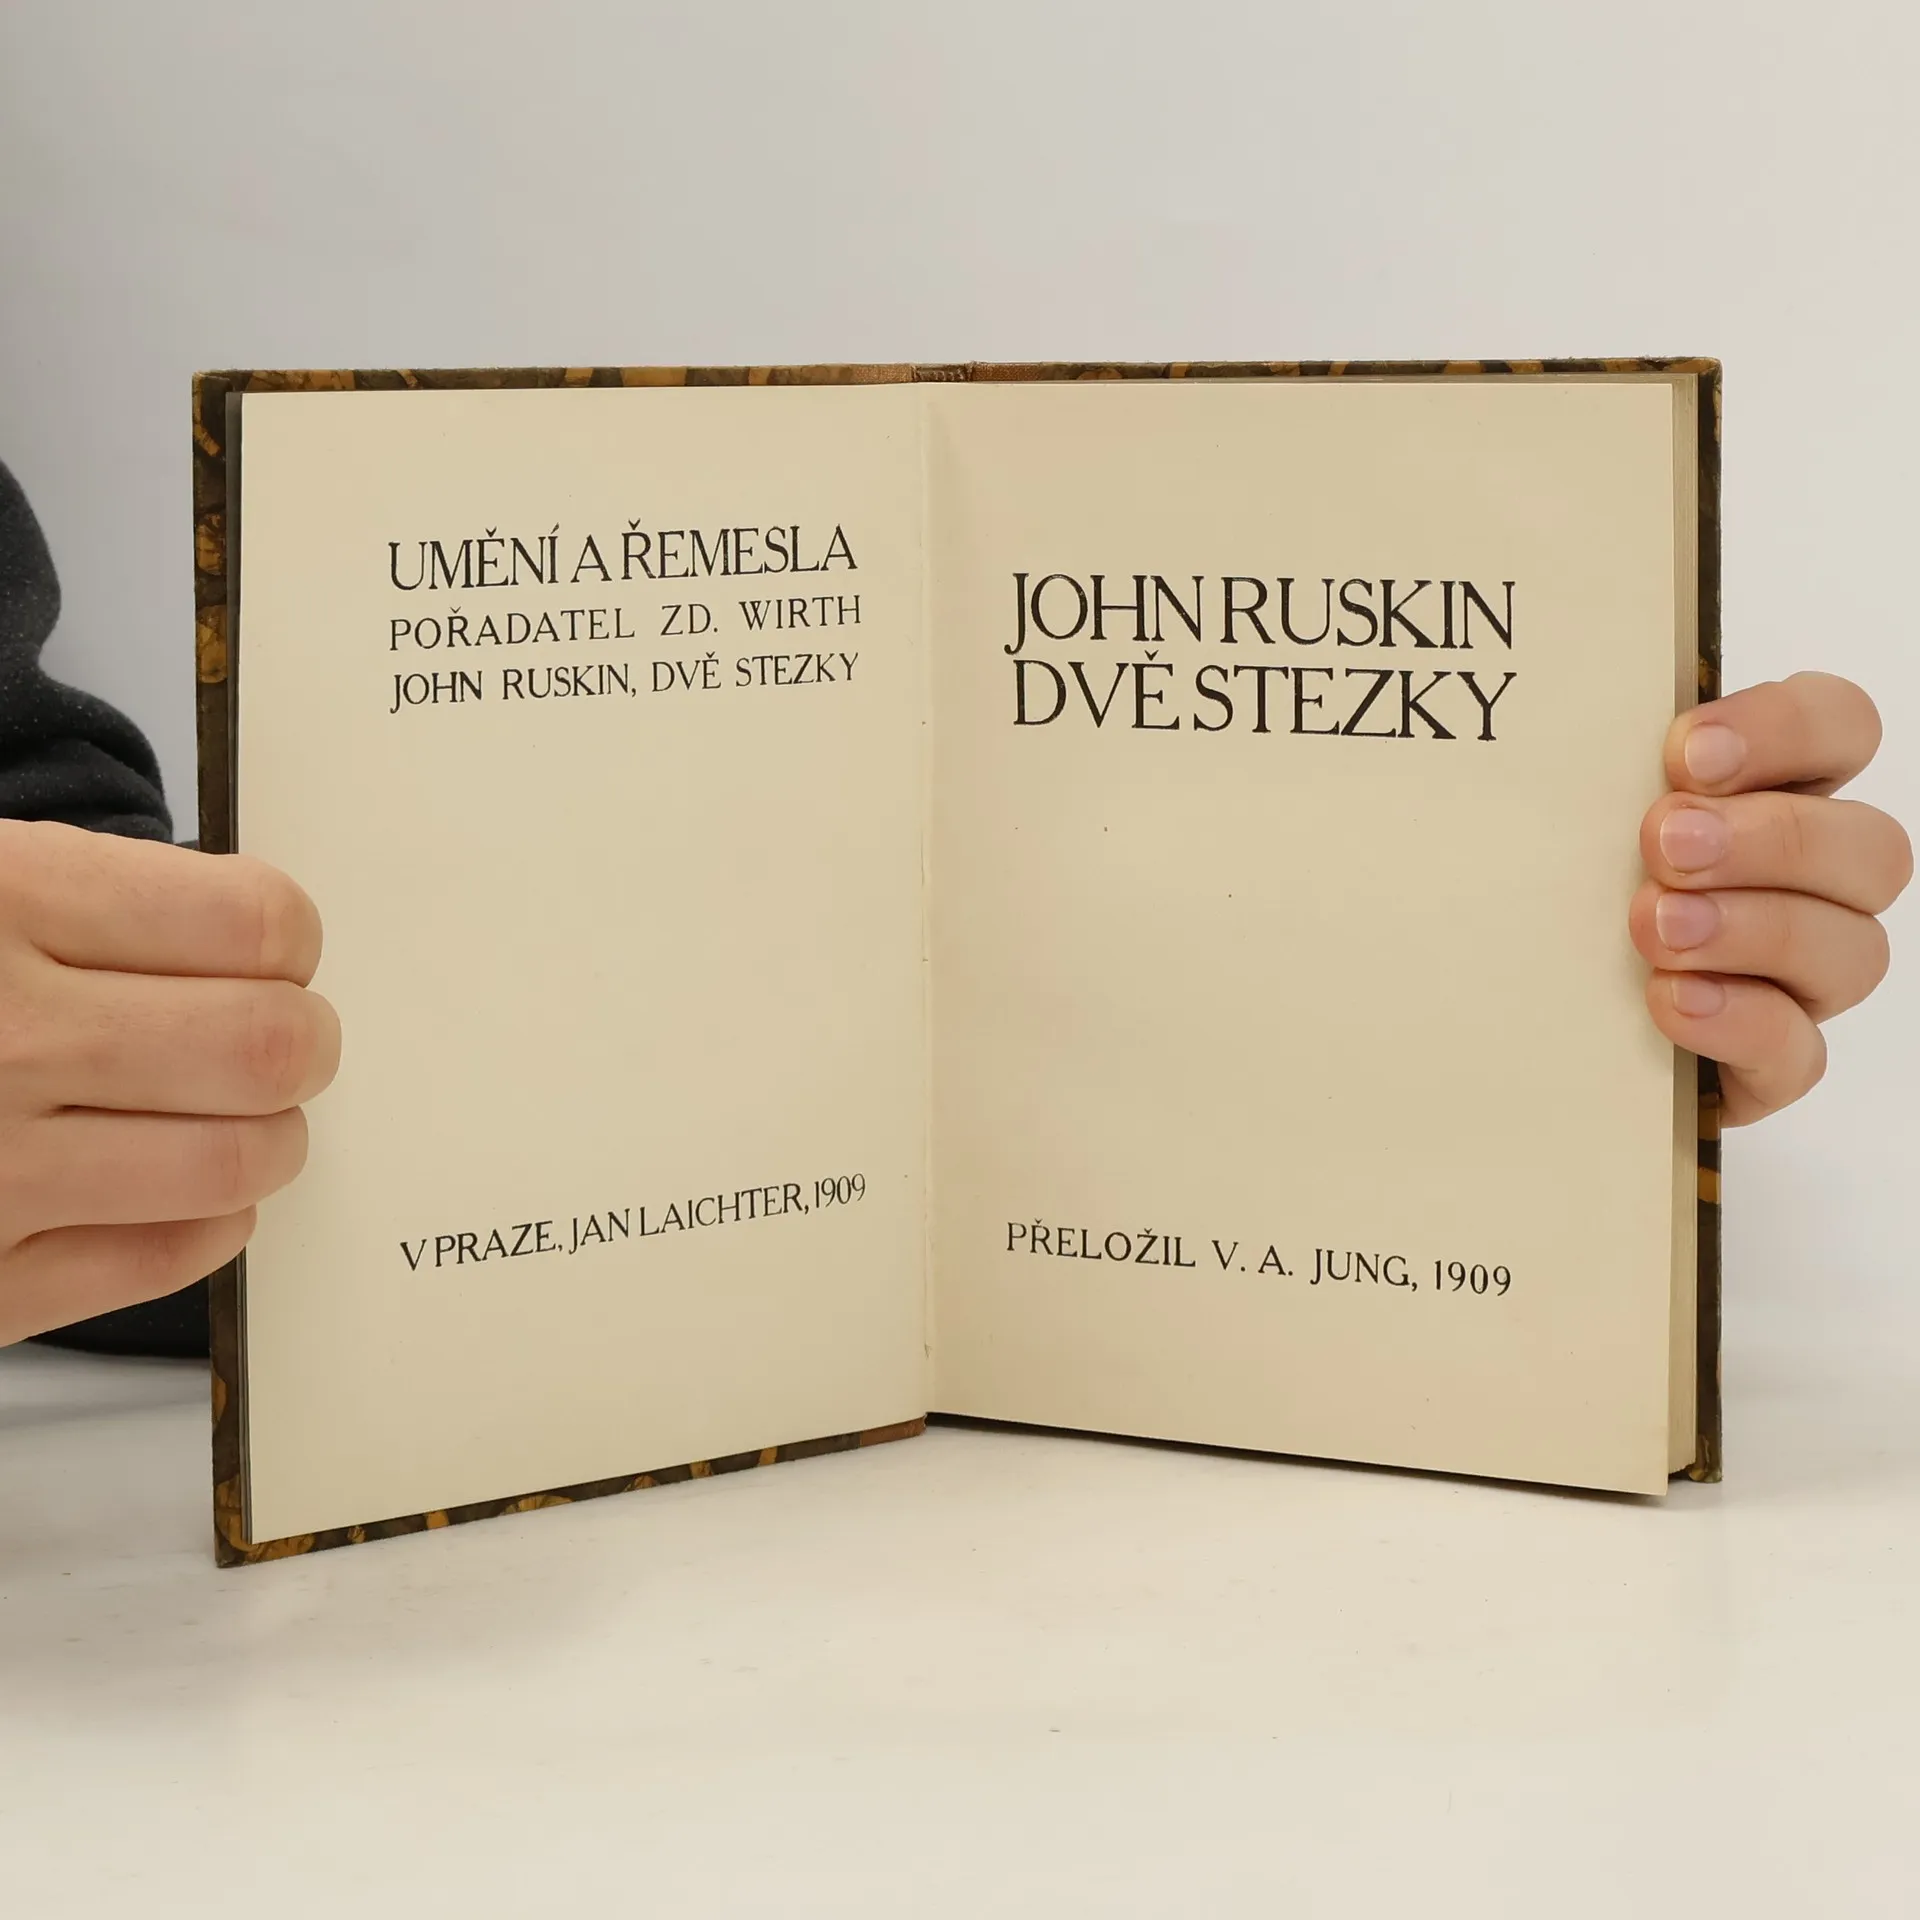 UMĚNÍ A ŘEMESLA
POŘADATEL ZD. WIRTH
JOHN RUSKIN, DVĚ STEZKY
V PRAZE, JAN LAICHTER, 1909
JOHN RUSKIN
DVĚ STEZKY
PŘELOŽIL V. A. JUNG, 1909